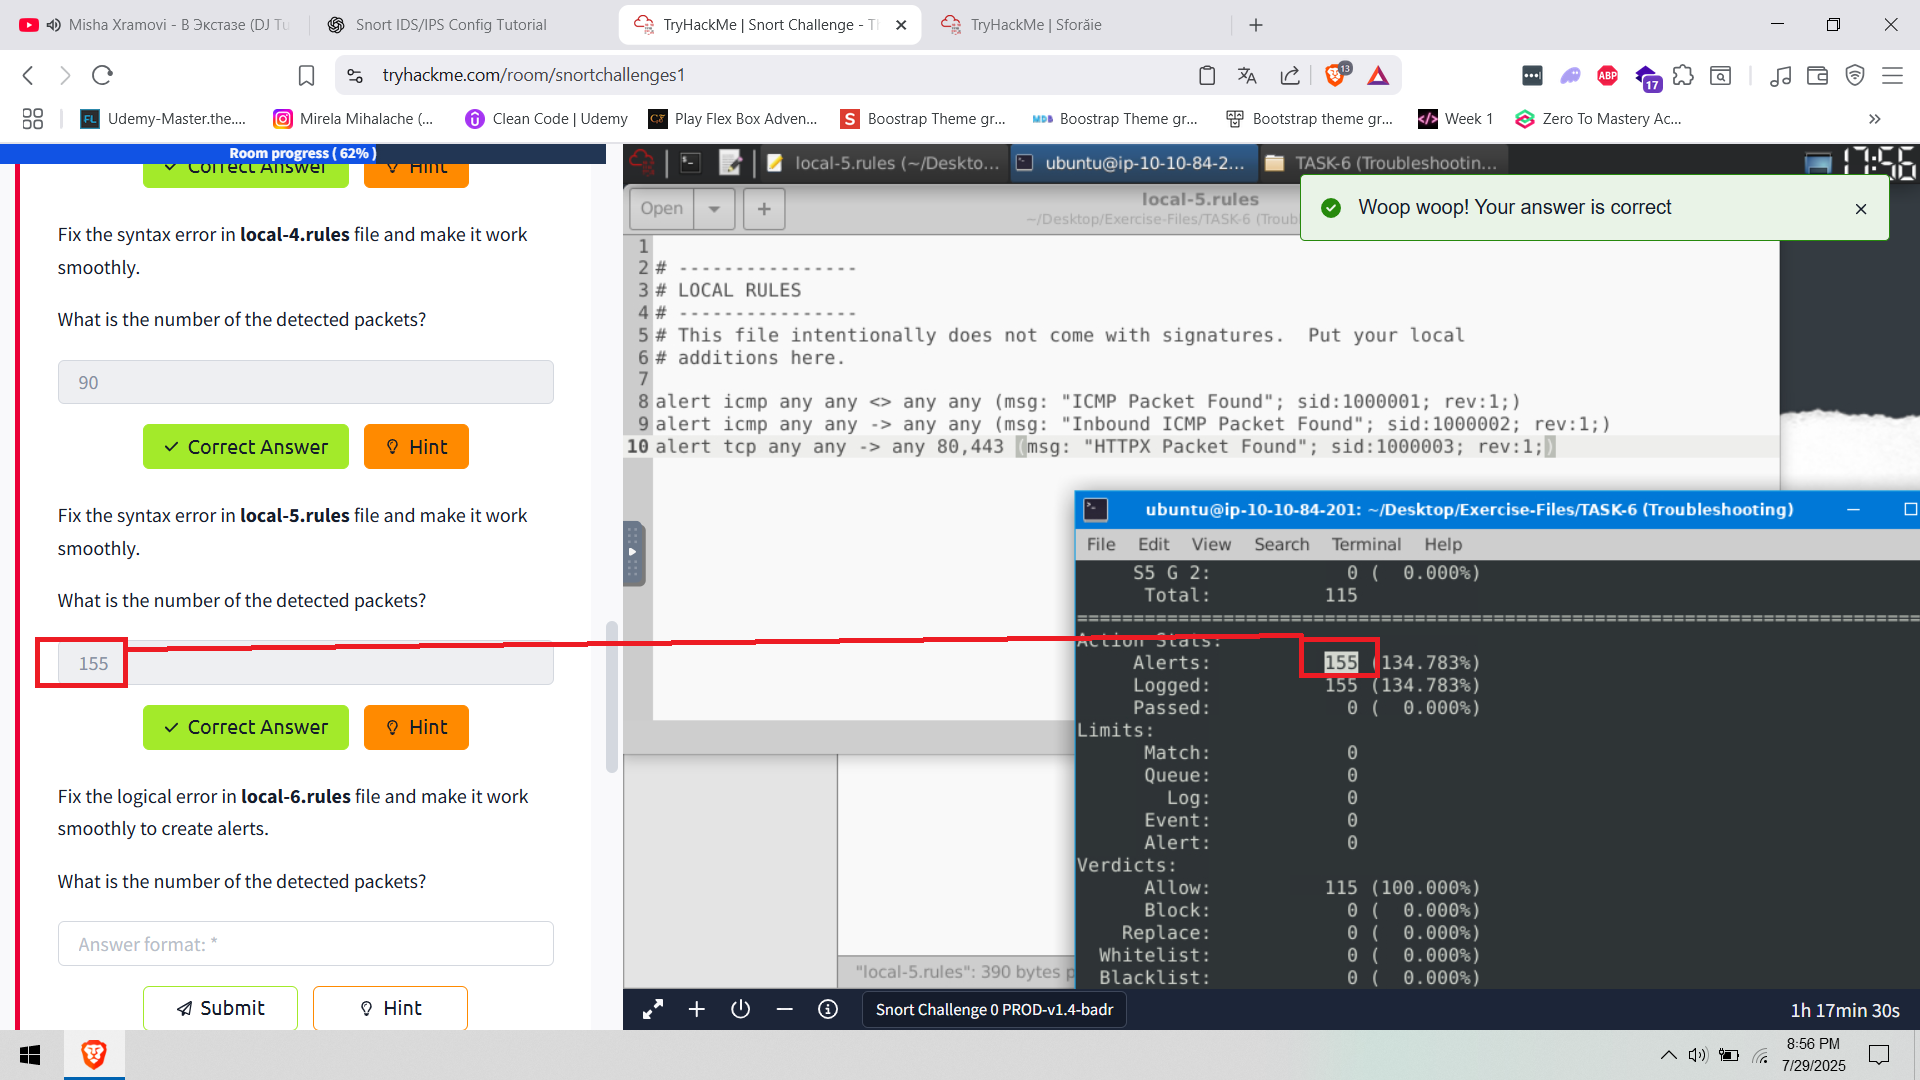 Misha Xramovi - В Экстазе (DJ Tu
Snort IDS/IPS Config Tutorial
TryHackMe | Snort Challenge - Th
TryHackMe | Sforăie
tryhackme.com/room/snortchallenges1
13
ABP
17
FL Udemy-Master.the....
Mirela Mihalache (...
Clean Code | Udemy
Play Flex Box Adven...
S Boostrap Theme gr...
MDB Boostrap Theme gr...
Bootstrap theme gr...
</> Week 1
Zero To Mastery Ac...
»
Room progress ( 62% )
Correct Answer
Hint
Fix the syntax error in local-4.rules file and make it work
smoothly.
What is the number of the detected packets?
90
Correct Answer
Hint
Fix the syntax error in local-5.rules file and make it work
smoothly.
What is the number of the detected packets?
155
Correct Answer
Hint
Fix the logical error in local-6.rules file and make it work
smoothly to create alerts.
What is the number of the detected packets?
Answer format: *
Submit
Hint
local-5.rules (~/Deskto...
ubuntu@ip-10-10-84-2...
TASK-6 (Troubleshootin...
17:56
Open
local-5.rules
~/Desktop/Exercise-Files/TASK-6 (Troub
Woop woop! Your answer is correct
1
2 # ----------------
3 # LOCAL RULES
4 # ----------------
5 # This file intentionally does not come with signatures.  Put your local
6 # additions here.
7
8 alert icmp any any <> any any (msg: "ICMP Packet Found"; sid:1000001; rev:1;)
9 alert icmp any any -> any any (msg: "Inbound ICMP Packet Found"; sid:1000002; rev:1;)
10 alert tcp any any -> any 80,443 (msg: "HTTPX Packet Found"; sid:1000003; rev:1;)
ubuntu@ip-10-10-84-201: ~/Desktop/Exercise-Files/TASK-6 (Troubleshooting)
File Edit View Search Terminal Help
S5 G 2: 0 ( 0.000%)
Total: 115
Action Stats:
Alerts: 155 (134.783%)
Logged: 155 (134.783%)
Passed: 0 ( 0.000%)
Limits:
Match: 0
Queue: 0
Log: 0
Event: 0
Alert: 0
Verdicts:
Allow: 115 (100.000%)
Block: 0 ( 0.000%)
Replace: 0 ( 0.000%)
Whitelist: 0 ( 0.000%)
Blacklist: 0 ( 0.000%)
"local-5.rules": 390 bytes p
Snort Challenge 0 PROD-v1.4-badr
1h 17min 30s
8:56 PM
7/29/2025